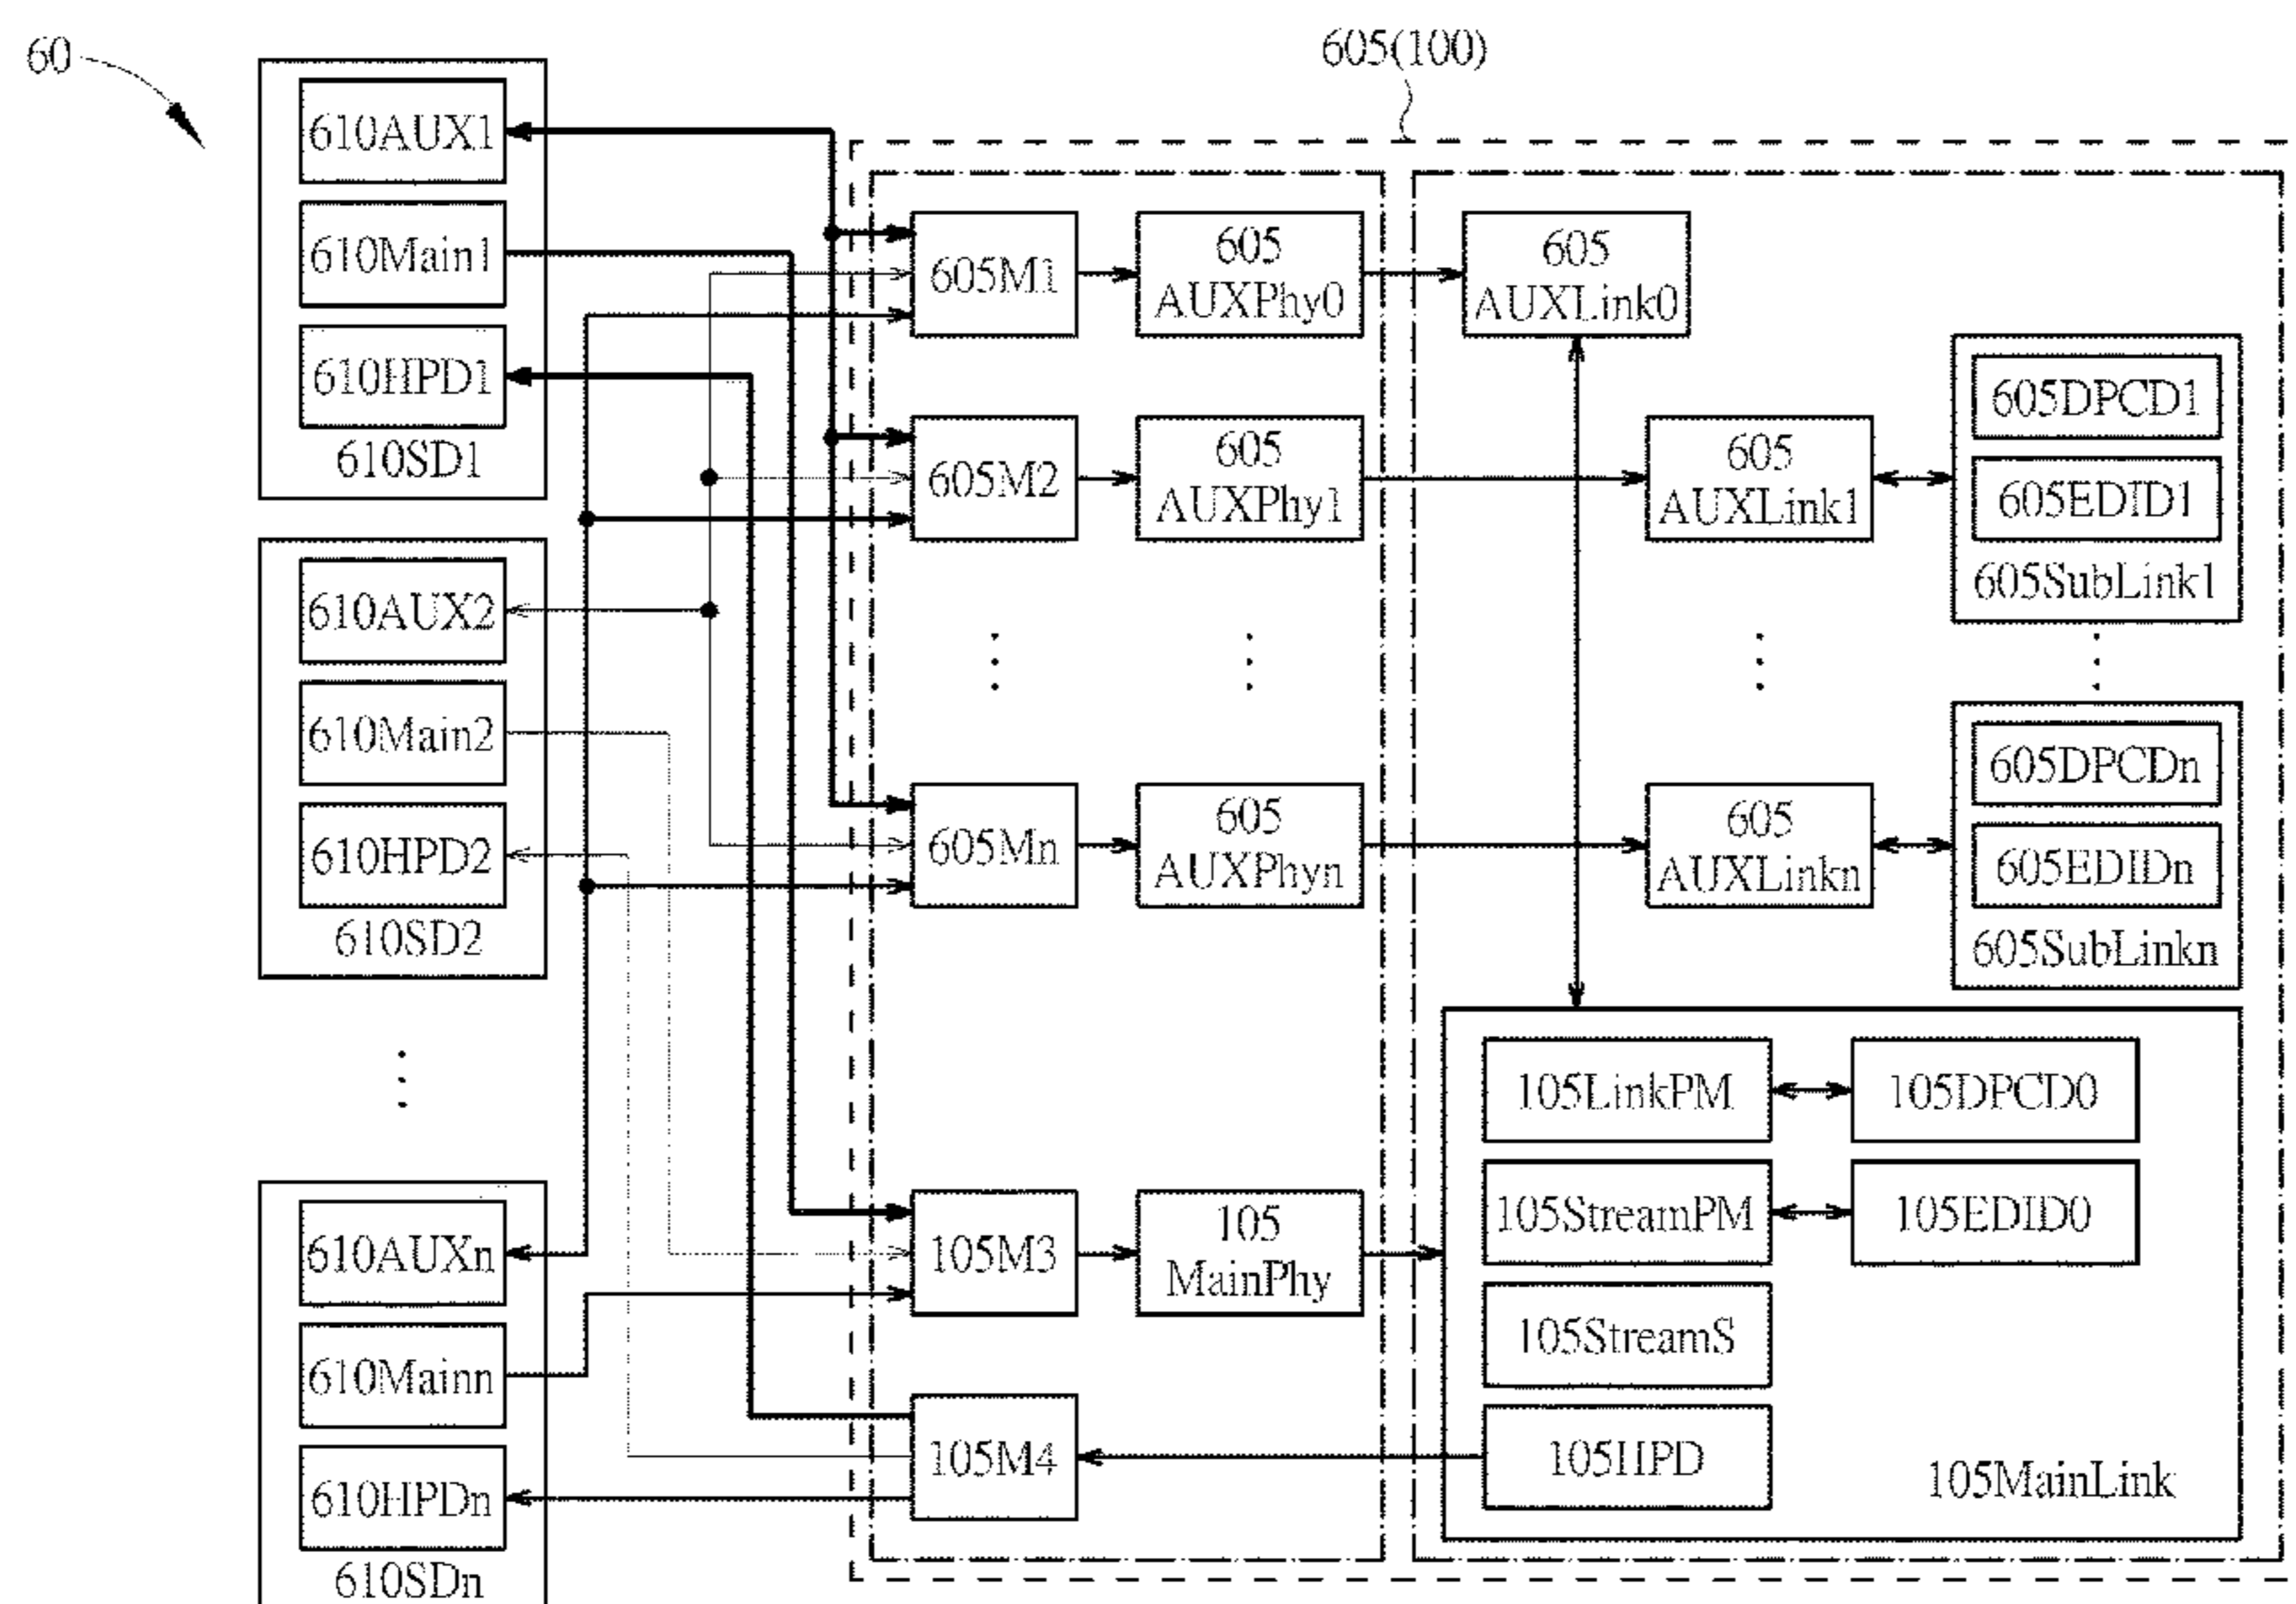 60
605(100)
610AUX1
610Main1
610HPD1
610SD1
610AUX2
610Main2
610HPD2
610SD2
610AUXn
610Mainn
610HPDn
610SDn
605M1
605
AUXPhy0
605
AUXLink0
605M2
605
AUXPhy1
605
AUXLink1
605DPCD1
605EDID1
605SubLink1
605Mn
605
AUXPhyn
605
AUXLinkn
605DPCDn
605EDIDn
605SubLinkn
105M3
105
MainPhy
105M4
105LinkPM
105DPCD0
105StreamPM
105EDID0
105StreamS
105HPD
105MainLink